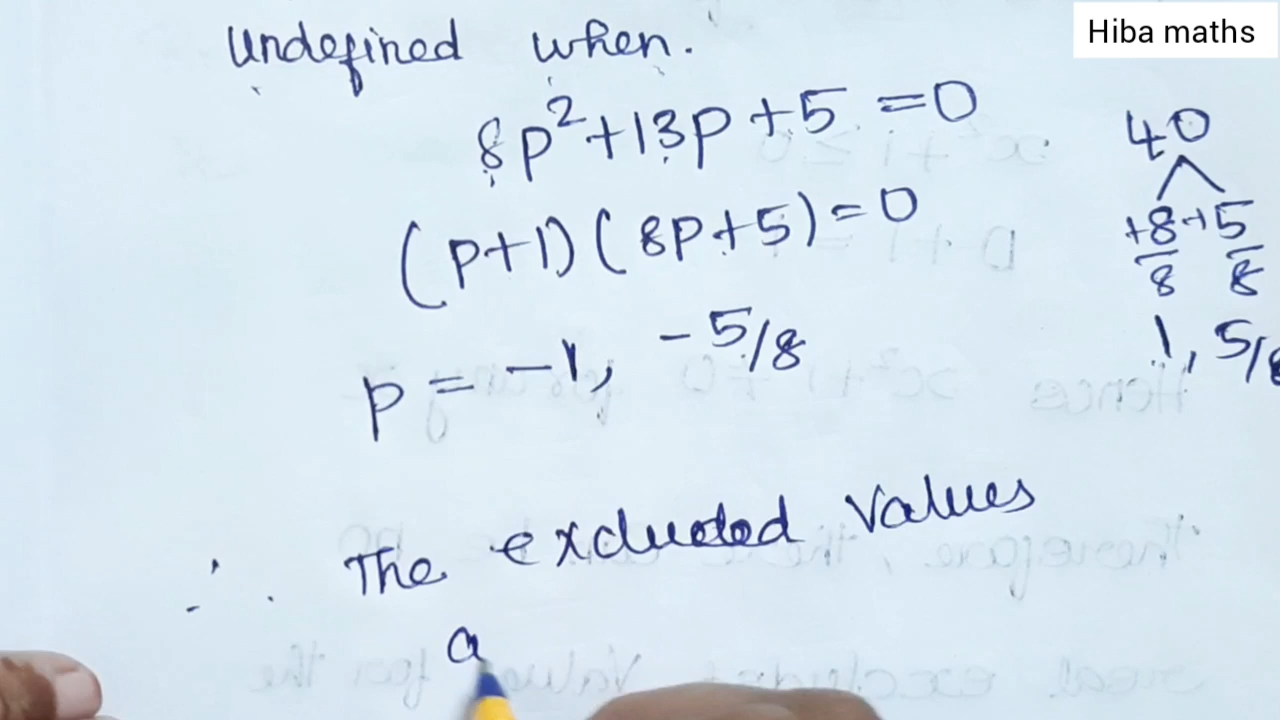 Hiba maths
Undefined when.
8p²+13p+5=0
40
(p+1)(8p+5)=0
+8 +5
8 8
p=-1, -5/8
1, 5/8
∴ The excluded values
a